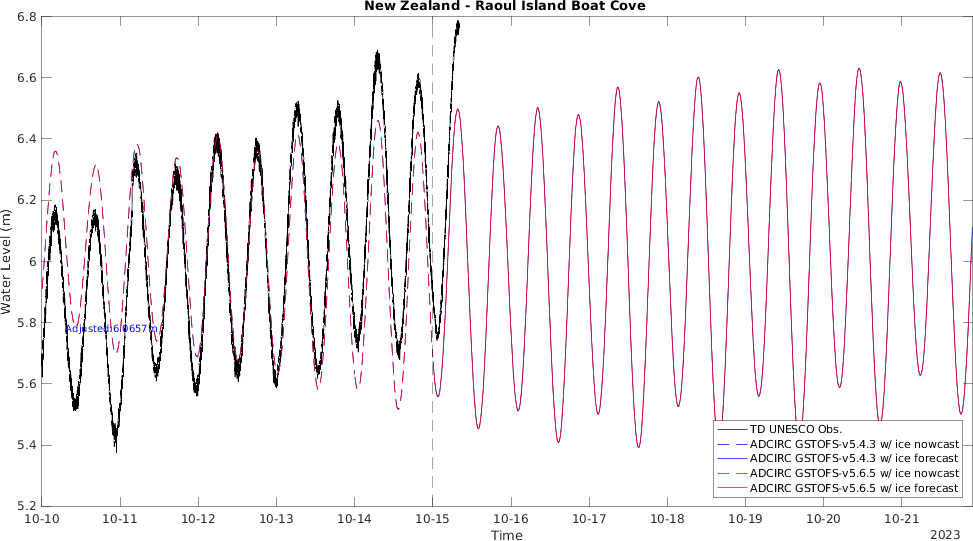 New Zealand - Raoul Island Boat Cove
6.8
6.6
6.4
6.2
6
5.8
5.6
5.4
5.2
Water Level (m)
Adjusted:6.0657m
TD UNESCO Obs.
ADCIRC GSTOFS-v5.4.3 w/ ice nowcast
ADCIRC GSTOFS-v5.4.3 w/ ice forecast
ADCIRC GSTOFS-v5.6.5 w/ ice nowcast
ADCIRC GSTOFS-v5.6.5 w/ ice forecast
10-10 10-11 10-12 10-13 10-14 10-15 10-16 10-17 10-18 10-19 10-20 10-21
Time
2023